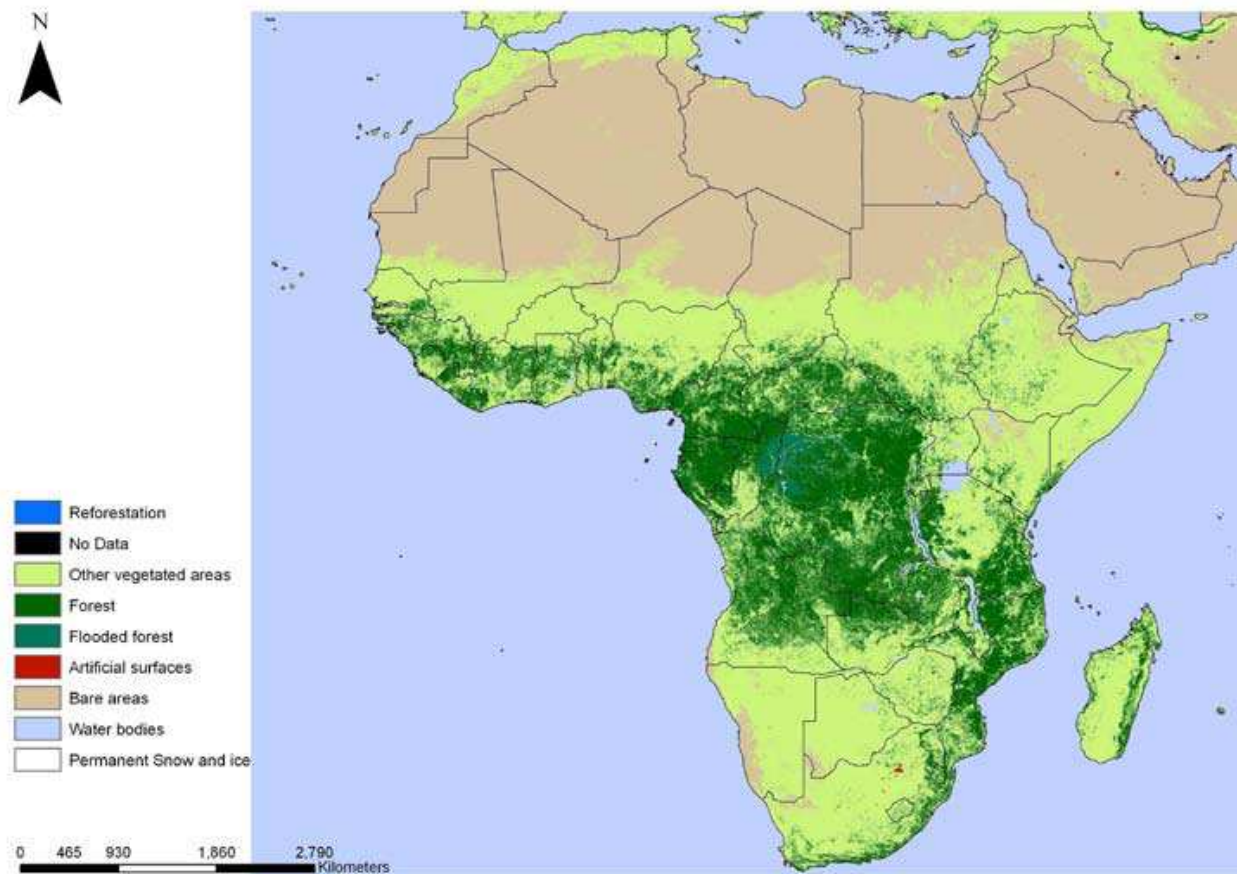 N
Reforestation
No Data
Other vegetated areas
Forest
Flooded forest
Artificial surfaces
Bare areas
Water bodies
Permanent Snow and ice
0 465 930 1,860 2,790
Kilometers